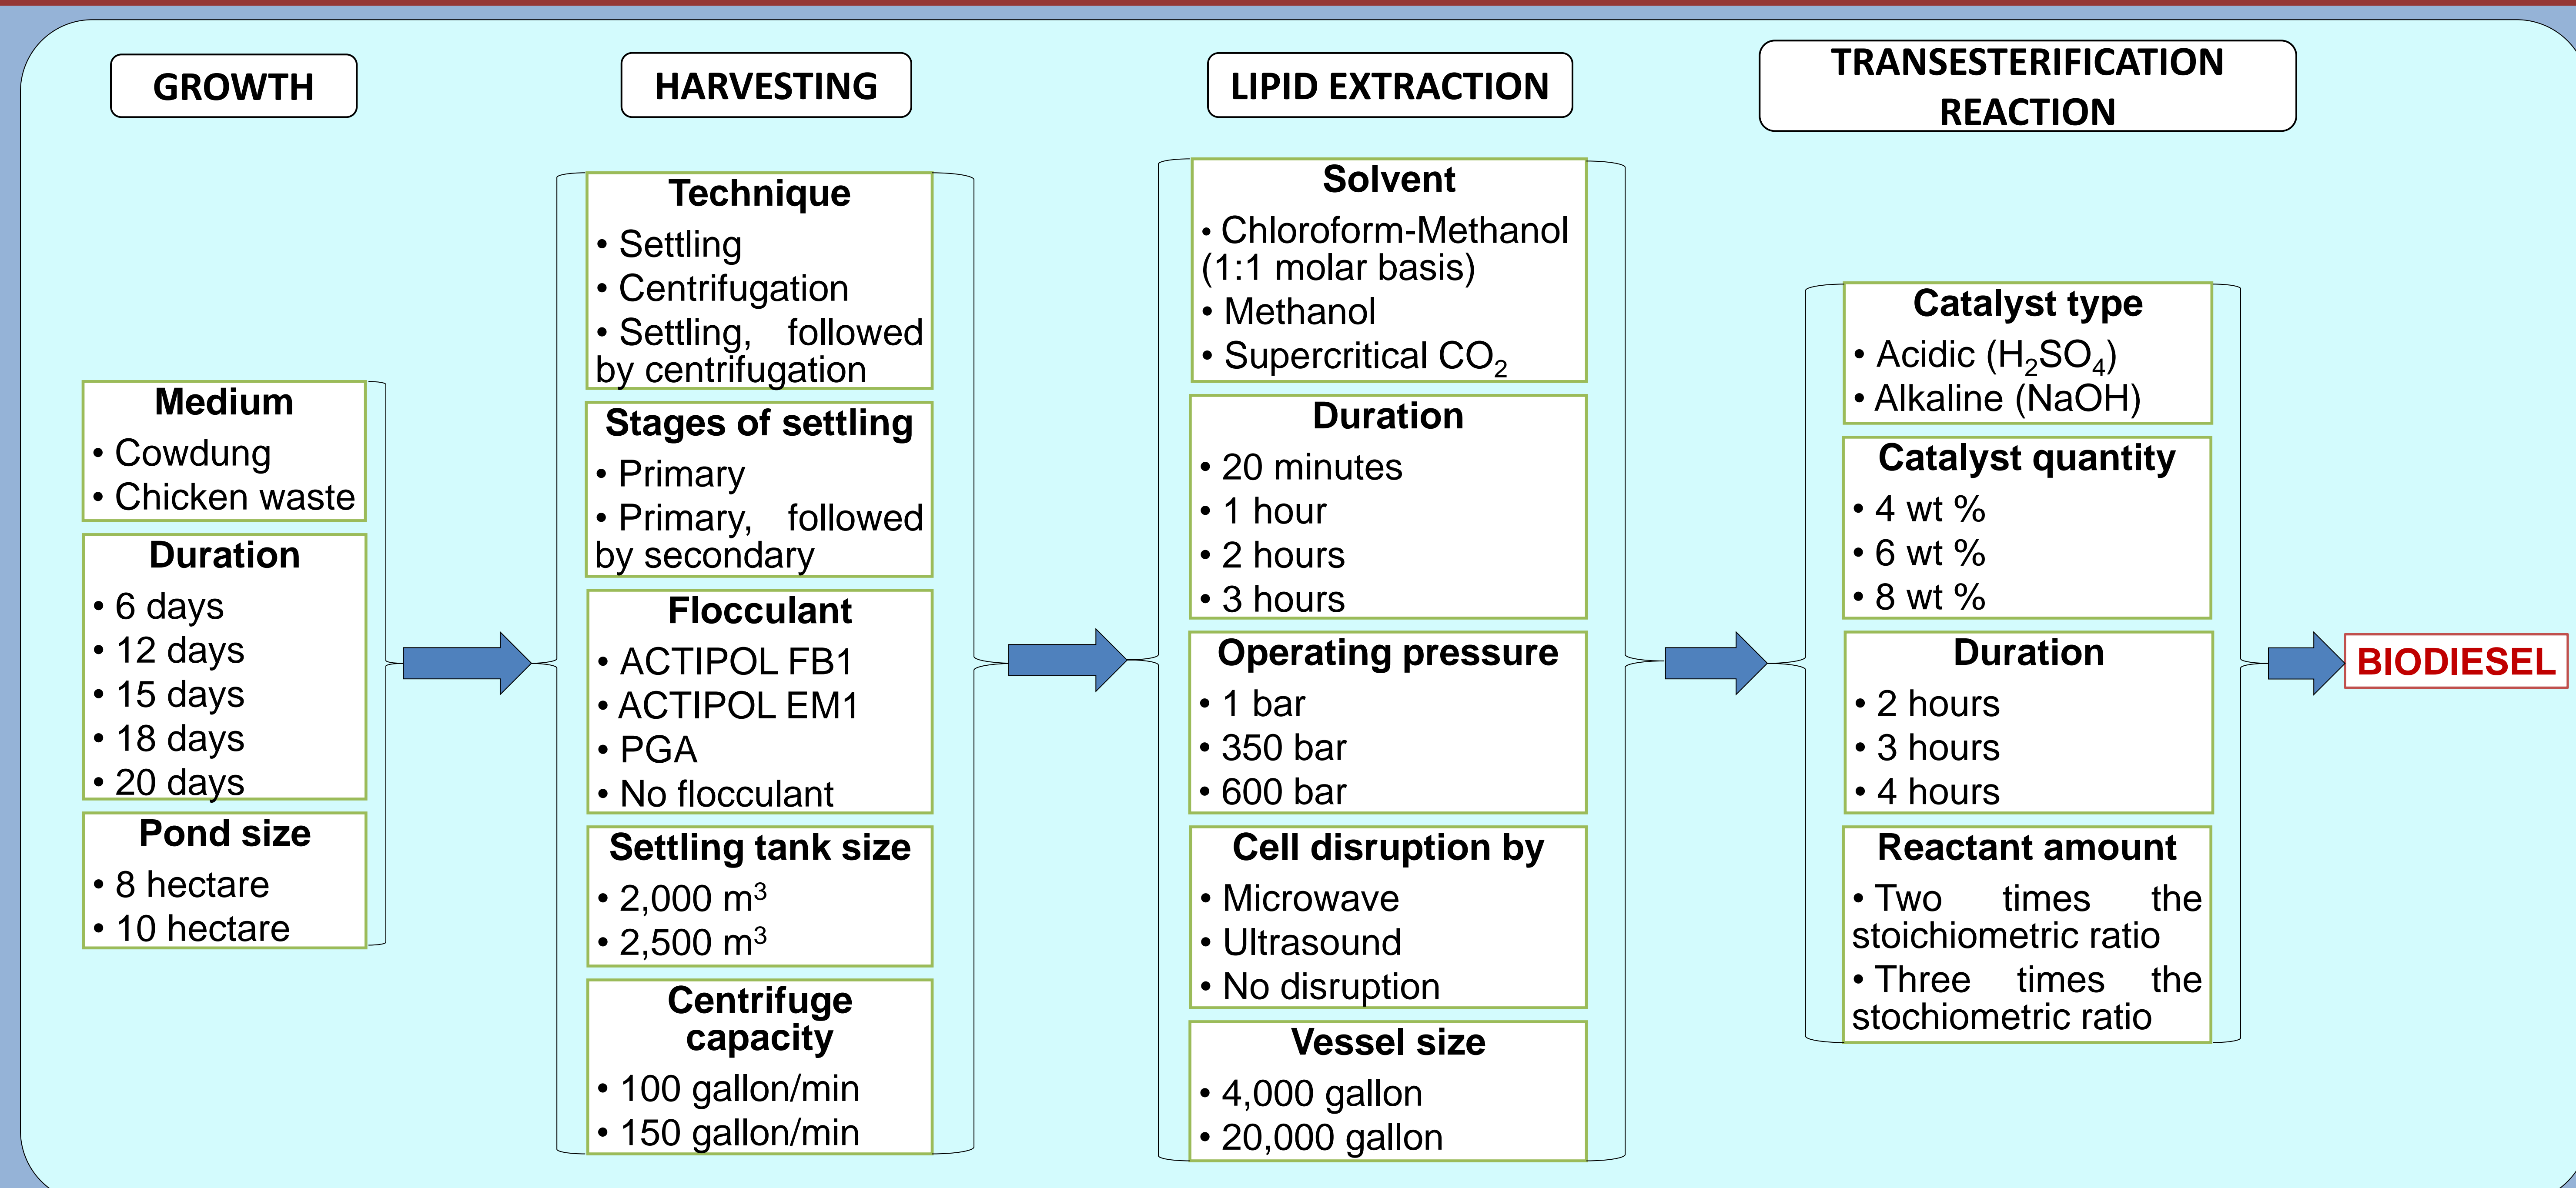 GROWTH
Medium
• Cowdung
• Chicken waste
Duration
• 6 days
• 12 days
• 15 days
• 18 days
• 20 days
Pond size
• 8 hectare
• 10 hectare
HARVESTING
Technique
• Settling
• Centrifugation
• Settling, followed
by centrifugation
Stages of settling
• Primary
• Primary, followed
by secondary
Flocculant
• ACTIPOL FB1
• ACTIPOL EM1
• PGA
• No flocculant
Settling tank size
• 2,000 m³
• 2,500 m³
Centrifuge
capacity
• 100 gallon/min
• 150 gallon/min
LIPID EXTRACTION
Solvent
• Chloroform-Methanol
(1:1 molar basis)
• Methanol
• Supercritical CO₂
Duration
• 20 minutes
• 1 hour
• 2 hours
• 3 hours
Operating pressure
• 1 bar
• 350 bar
• 600 bar
Cell disruption by
• Microwave
• Ultrasound
• No disruption
Vessel size
• 4,000 gallon
• 20,000 gallon
TRANSESTERIFICATION
REACTION
Catalyst type
• Acidic (H₂SO₄)
• Alkaline (NaOH)
Catalyst quantity
• 4 wt %
• 6 wt %
• 8 wt %
Duration
• 2 hours
• 3 hours
• 4 hours
Reactant amount
• Two times the
stoichiometric ratio
• Three times the
stochiometric ratio
BIODIESEL